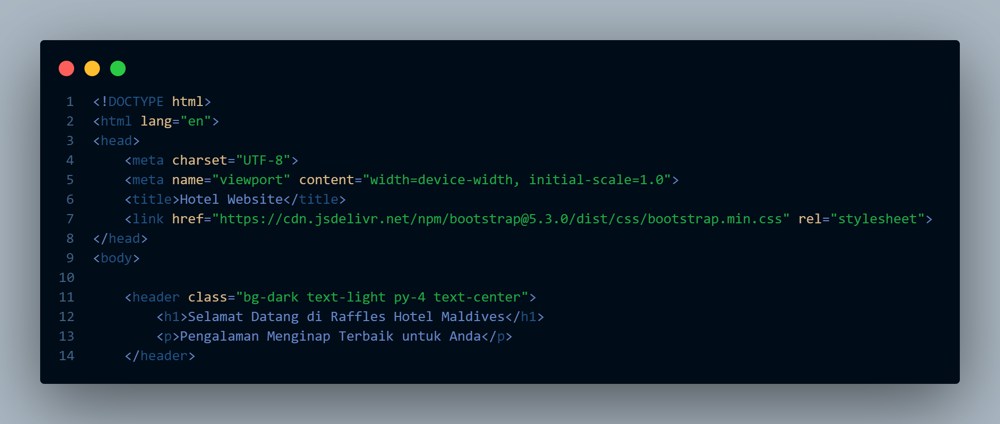 1 <!DOCTYPE html>
2 <html lang="en">
3 <head>
4     <meta charset="UTF-8">
5     <meta name="viewport" content="width=device-width, initial-scale=1.0">
6     <title>Hotel Website</title>
7     <link href="https://cdn.jsdelivr.net/npm/bootstrap@5.3.0/dist/css/bootstrap.min.css" rel="stylesheet">
8 </head>
9 <body>
10
11     <header class="bg-dark text-light py-4 text-center">
12         <h1>Selamat Datang di Raffles Hotel Maldives</h1>
13         <p>Pengalaman Menginap Terbaik untuk Anda</p>
14     </header>